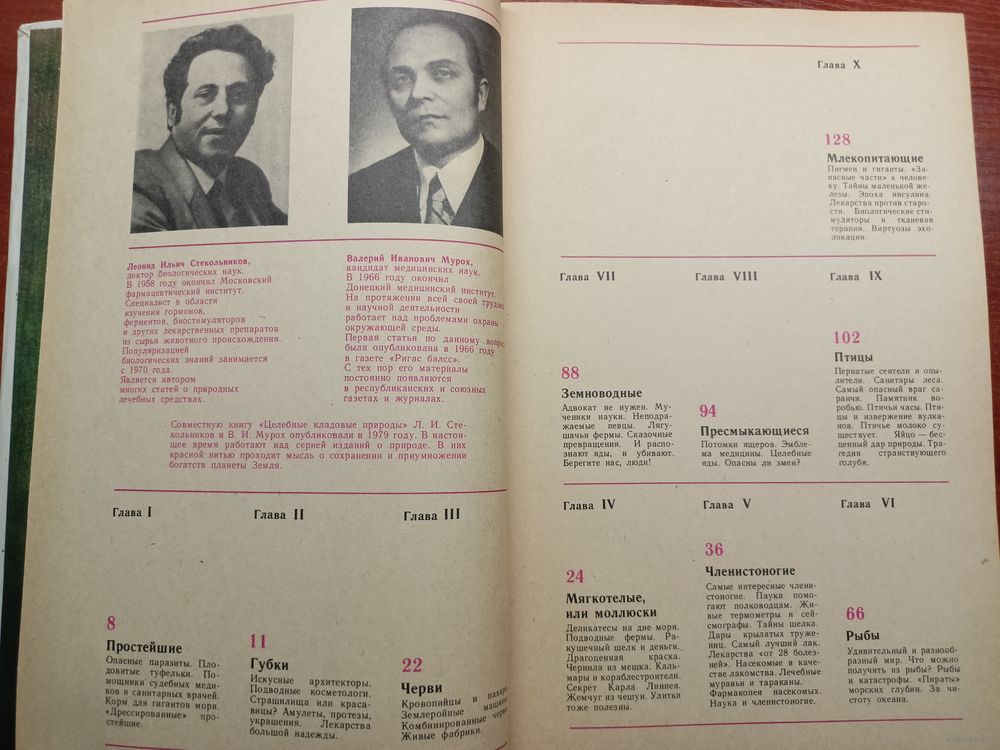 Леонид Ильич Стекольников,
доктор биологических наук.
В 1958 году окончил Московский
фармацевтический институт.
Специалист в области
изучения гормонов,
ферментов, биостимуляторов
и других лекарственных препаратов
из сырья животного происхождения.
Популяризацией
биологических знаний занимается
с 1970 года.
Является автором
многих статей о природных
лечебных средствах.
Валерий Иванович Мурох,
кандидат медицинских наук.
В 1966 году окончил
Донецкий медицинский институт.
На протяжении всей своей трудовой
и научной деятельности
работает над проблемами охраны
окружающей среды.
Первая статья по данному вопросу
была опубликована в 1966 году
в газете «Ригас балсс».
С тех пор его материалы
постоянно появляются
в республиканских и союзных
газетах и журналах.
Совместную книгу «Целебные кладовые природы» Л. И. Сте-
кольников и В. И. Мурох опубликовали в 1979 году. В настоя-
щее время работают над серией изданий о природе. В них
красной нитью проходит мысль о сохранении и приумножении
богатств планеты Земля.
Глава I
8
Простейшие
Опасные паразиты. Пло-
довитые туфельки. По-
мощники судебных меди-
ков и санитарных врачей.
Корм для гигантов моря.
«Дрессированные» про-
стейшие.
Глава II
11
Губки
Искусные архитекторы.
Подводные косметологи.
Страшилища или краса-
вицы? Амулеты, протезы,
украшения. Лекарства
большой надежды.
Глава III
22
Черви
Кровопийцы и пахари.
Землеройные машины.
Комбинированные черви.
Живые фабрики.
Глава X
128
Млекопитающие
Пигмеи и гиганты. «За-
пасные части» к челове-
ку. Тайны маленькой же-
лезы. Эпоха инсулина.
Лекарства против старо-
сти. Биологические сти-
муляторы и тканевая
терапия. Виртуозы эхо-
локации.
Глава VII
88
Земноводные
Адвокат не нужен. Му-
ченики науки. Неподра-
жаемые певцы. Лягу-
шачьи фермы. Сказочные
превращения. И распо-
знают яды, и убивают.
Берегите нас, люди!
Глава VIII
94
Пресмыкающиеся
Потомки ящеров. Эмбле-
ма медицины. Целебные
яды. Опасны ли змеи?
Глава IX
102
Птицы
Пернатые сеятели и опы-
лители. Санитары леса.
Самый опасный враг са-
ранчи. Памятник во-
робью. Птичьи часы. Пти-
цы и извержение вулка-
нов. Птичье молоко су-
ществует. Яйцо — бес-
ценный дар природы. Тра-
гедия странствующего
голубя.
Глава IV
24
Мягкотелые,
или моллюски
Деликатесы на дне моря.
Подводные фермы. Ра-
кушечный шелк и деньги.
Драгоценная краска.
Чернила из мешка. Каль-
мары и кораблестроители.
Секрет Карла Линнея.
Жемчуг из чешуи. Улитки
тоже полезны.
Глава V
36
Членистоногие
Самые интересные члени-
стоногие. Пауки помо-
гают полководцам. Жи-
вые термометры и сей-
смографы. Тайны шелка.
Дары крылатых труже-
ниц. Самый лучший лак.
Лекарства «от 28 болез-
ней». Насекомые в каче-
стве лакомства. Лечебные
муравьи и тараканы.
Фармакопея насекомых.
Наука и членистоногие.
Глава VI
66
Рыбы
Удивительный и разнооб-
разный мир. Что можно
получить из рыбы? Рыбы
и катастрофы. «Пираты»
морских глубин. За чи-
стоту океана.